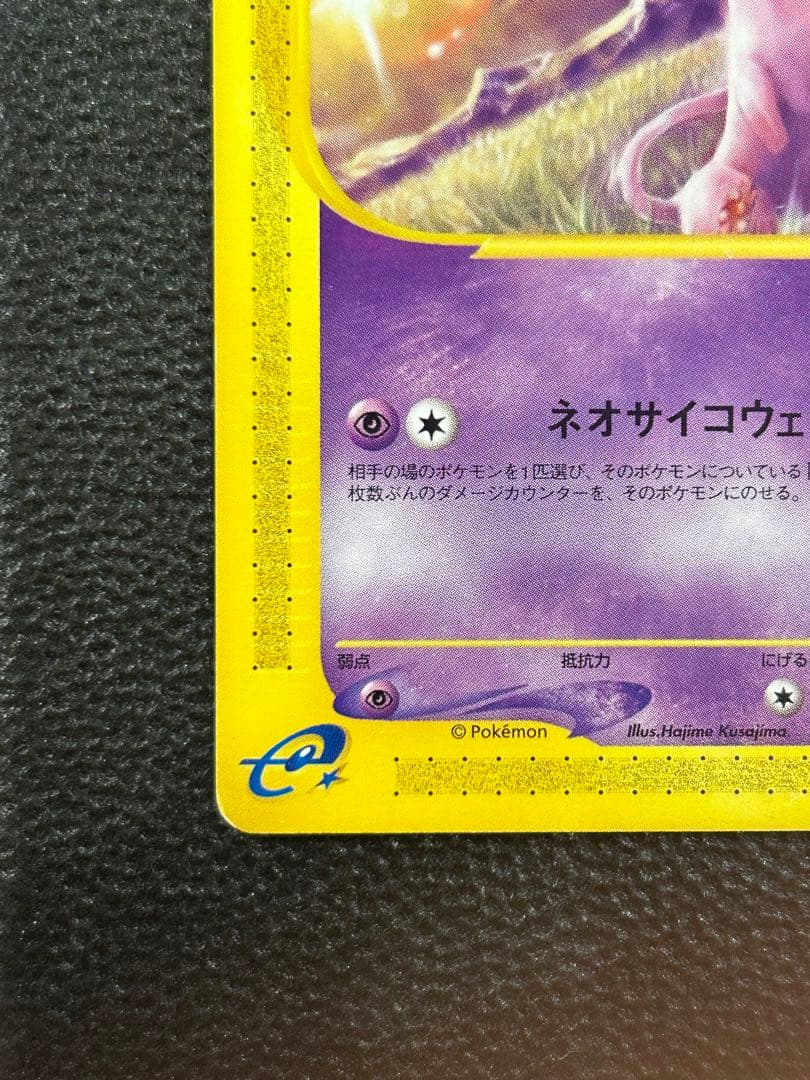 ネオサイコウェ
相手の場のポケモンを1匹選び、そのポケモンについている
枚数ぶんのダメージカウンターを、そのポケモンにのせる。
弱点 抵抗力 にげる
© Pokémon Illus.Hajime Kusajima
e